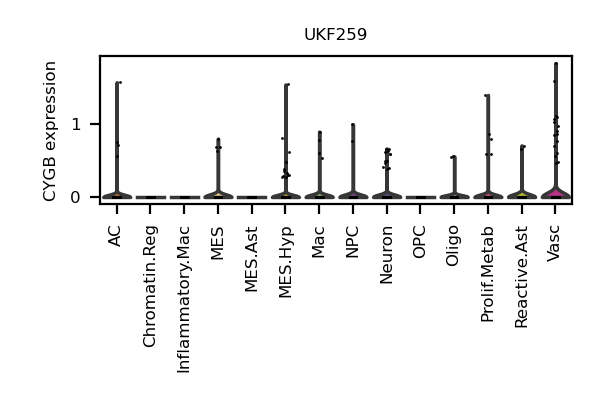 UKF259
CYGB expression
1
0
AC
Chromatin.Reg
Inflammatory.Mac
MES
MES.Ast
MES.Hyp
Mac
NPC
Neuron
OPC
Oligo
Prolif.Metab
Reactive.Ast
Vasc